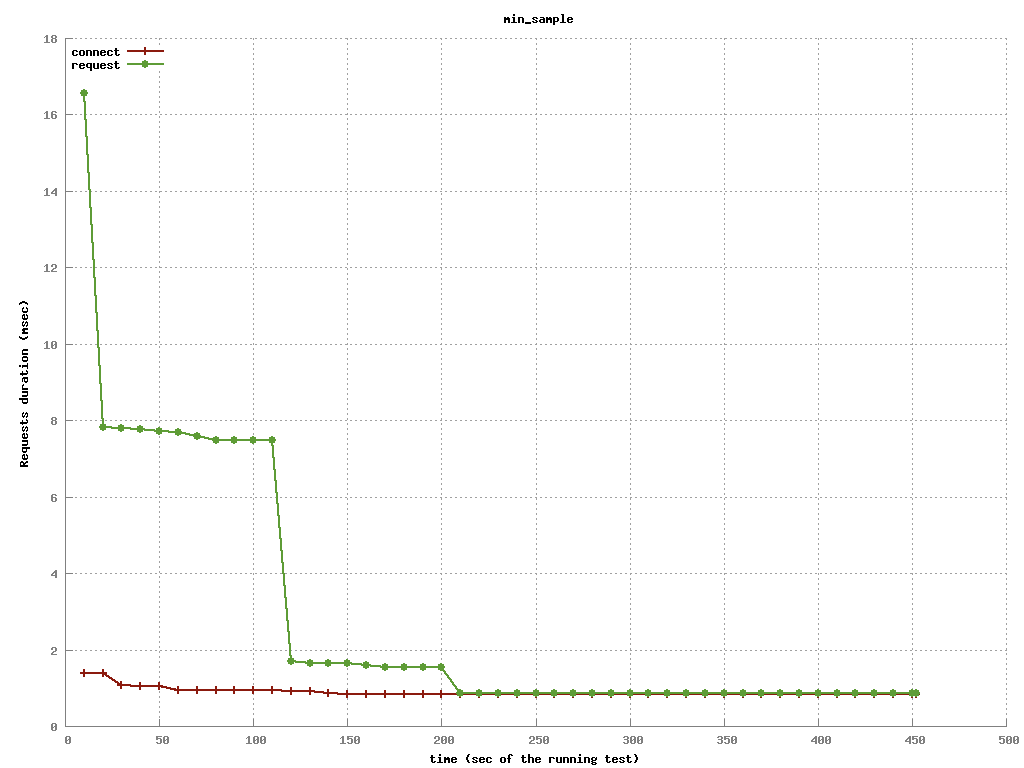 min_sample
connect
request
18
16
14
12
10
8
6
4
2
0
Requests duration (msec)
0 50 100 150 200 250 300 350 400 450 500
time (sec of the running test)